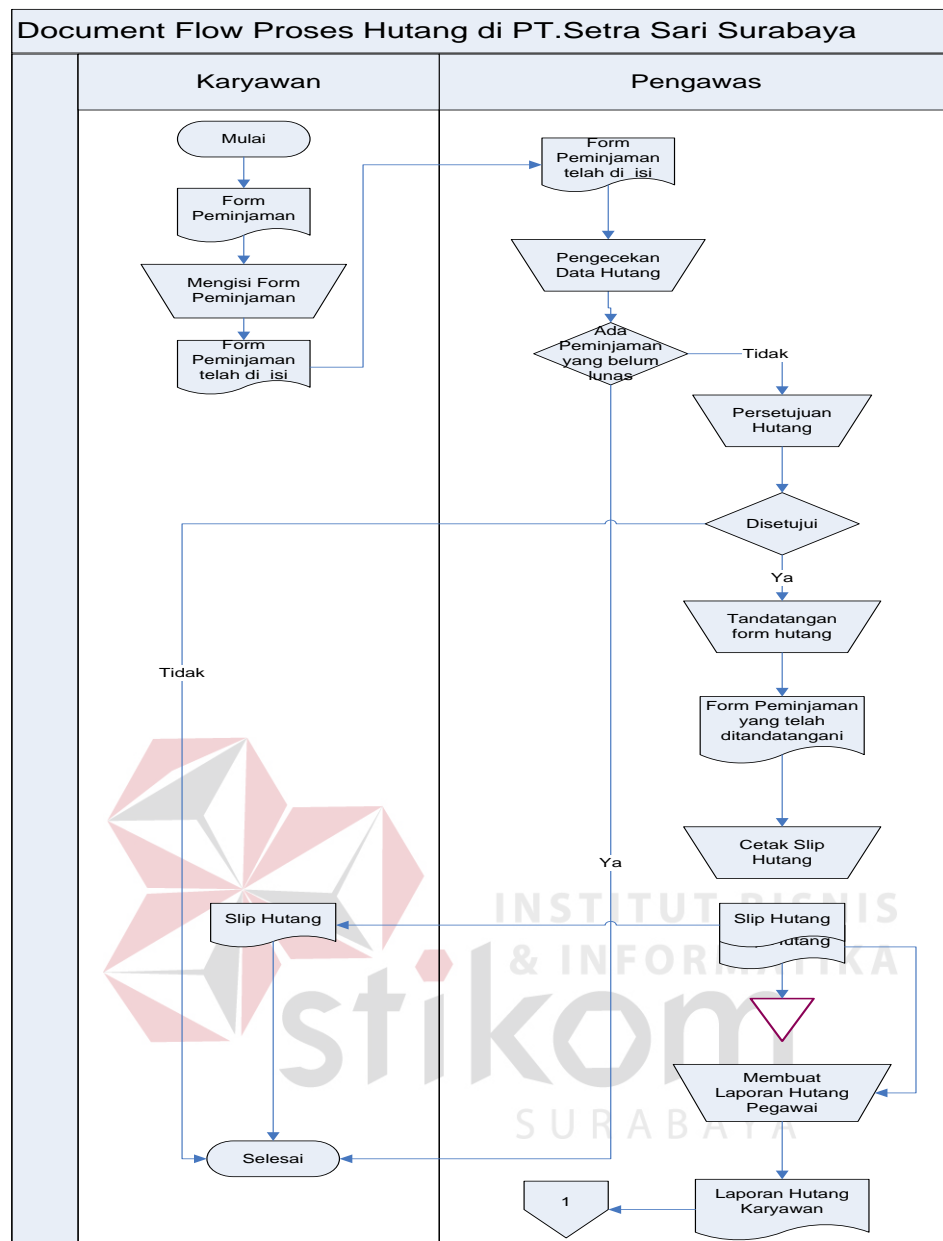 Document Flow Proses Hutang di PT.Setra Sari Surabaya
Karyawan
Pengawas
Mulai
Form
Peminjaman
Mengisi Form
Peminjaman
Form
Peminjaman
telah di isi
Form
Peminjaman
telah di isi
Pengecekan
Data Hutang
Ada
Peminjaman
yang belum
lunas
Tidak
Persetujuan
Hutang
Disetujui
Ya
Tandatangan
form hutang
Tidak
Form Peminjaman
yang telah
ditandatangani
Cetak Slip
Hutang
Ya
Slip Hutang
Slip Hutang
INSTITUT BISNIS
& INFORMATIKA
stikom
SURABAYA
Membuat
Laporan Hutang
Pegawai
Selesai
1
Laporan Hutang
Karyawan